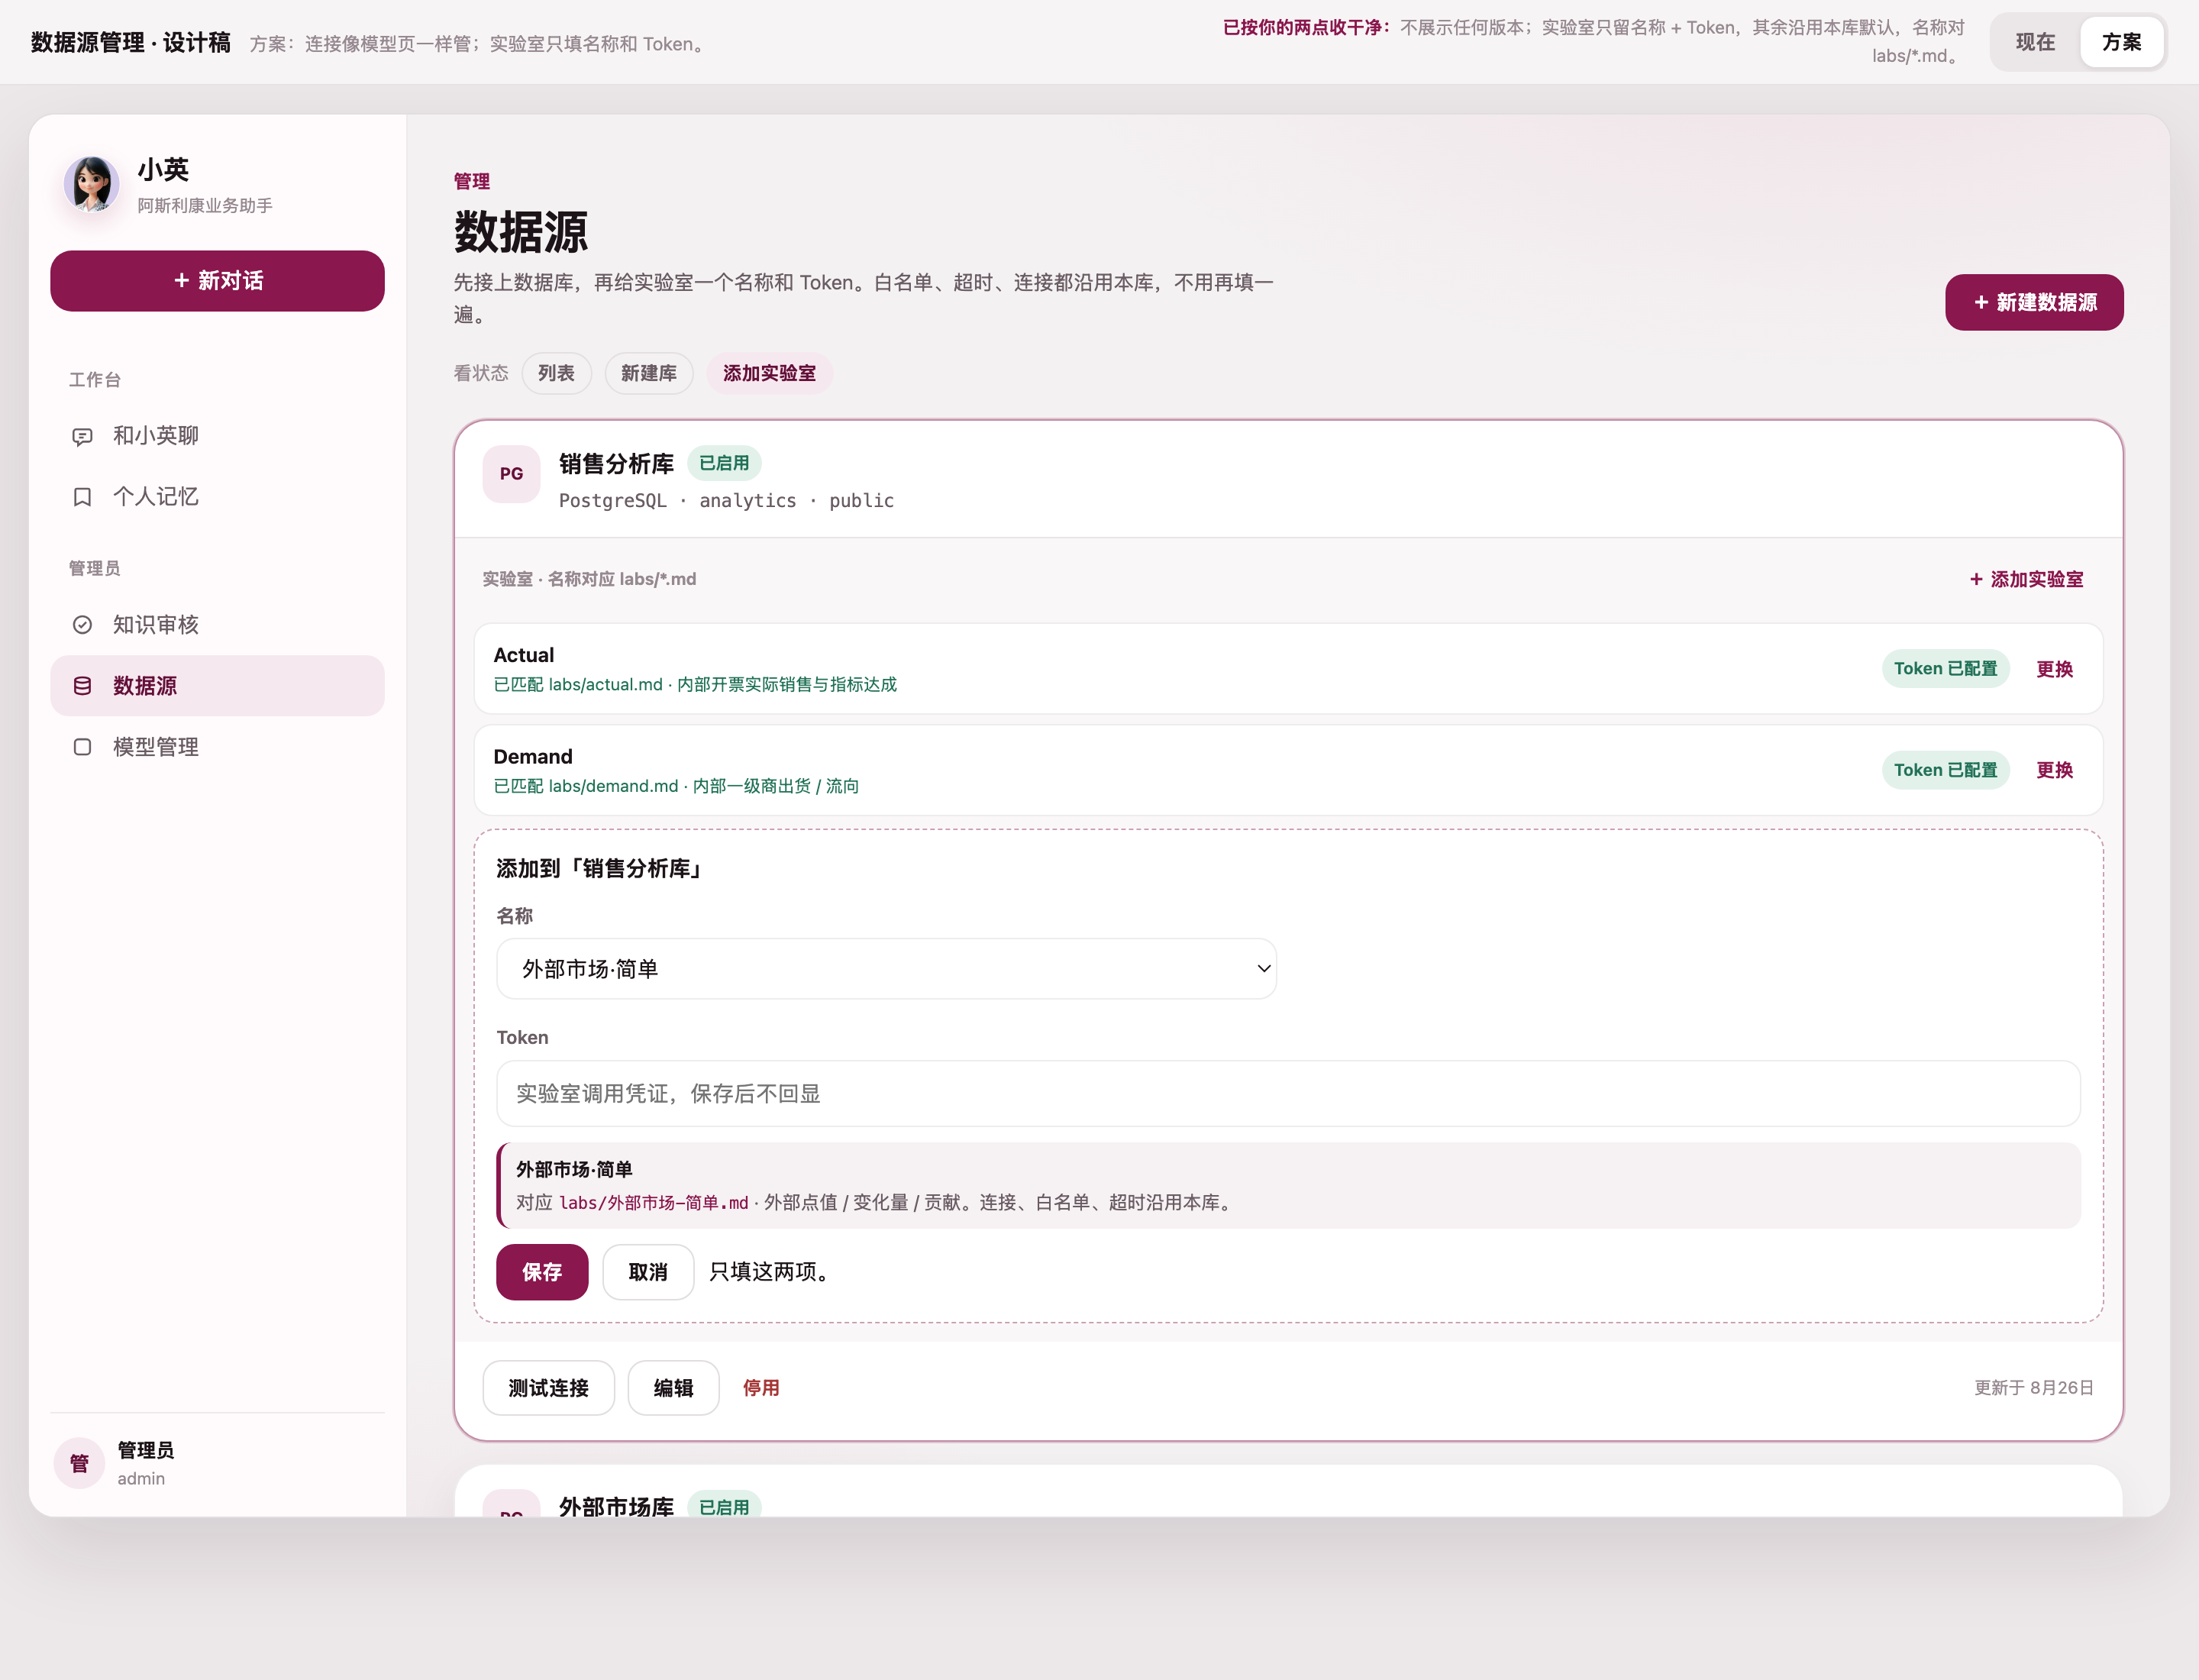 数据源管理 · 设计稿
方案：连接像模型页一样管；实验室只填名称和 Token。
已按你的两点收干净：不展示任何版本；实验室只留名称 + Token，其余沿用本库默认，名称对
labs/*.md。
现在
方案
小英
阿斯利康业务助手
+ 新对话
工作台
和小英聊
个人记忆
管理员
知识审核
数据源
模型管理
管
管理员
admin
管理
数据源
先接上数据库，再给实验室一个名称和 Token。白名单、超时、连接都沿用本库，不用再填一
遍。
+ 新建数据源
看状态
列表
新建库
添加实验室
PG
销售分析库
已启用
PostgreSQL · analytics · public
实验室 · 名称对应 labs/*.md
+ 添加实验室
Actual
已匹配 labs/actual.md · 内部开票实际销售与指标达成
Token 已配置
更换
Demand
已匹配 labs/demand.md · 内部一级商出货 / 流向
Token 已配置
更换
添加到「销售分析库」
名称
外部市场·简单
Token
实验室调用凭证，保存后不回显
外部市场·简单
对应 labs/外部市场-简单.md · 外部点值 / 变化量 / 贡献。连接、白名单、超时沿用本库。
保存
取消
只填这两项。
测试连接
编辑
停用
更新于 8月26日
PG
外部市场库
已启用